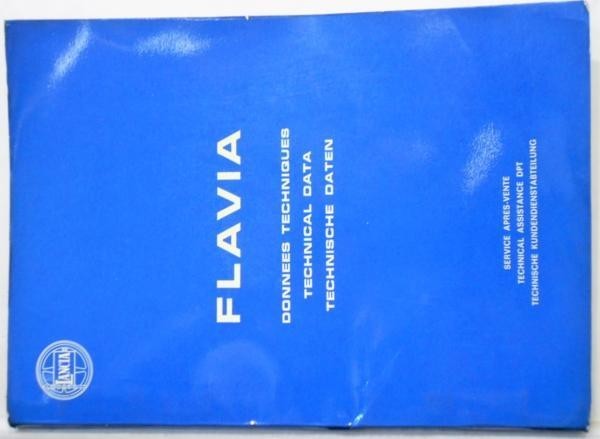 LANCIA
FLAVIA
DONNEES TECHNIQUES
TECHNICAL DATA
TECHNISCHE DATEN
SERVICE APRES-VENTE
TECHNICAL ASSISTANCE DPT
TECHNISCHE KUNDENDIENSTABTEILUNG